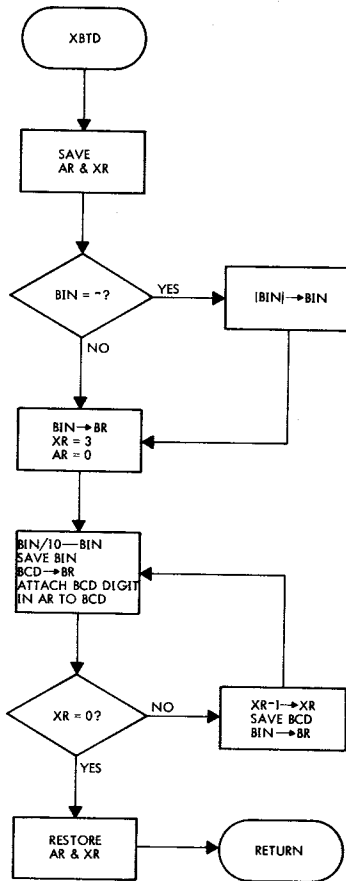 XBTD
SAVE
AR & XR
BIN = -?
YES
|BIN|→BIN
NO
BIN→BR
XR = 3
AR = 0
BIN/10—BIN
SAVE BIN
BCD→BR
ATTACH BCD DIGIT
IN AR TO BCD
XR = 0?
NO
XR-1→XR
SAVE BCD
BIN→BR
YES
RESTORE
AR & XR
RETURN